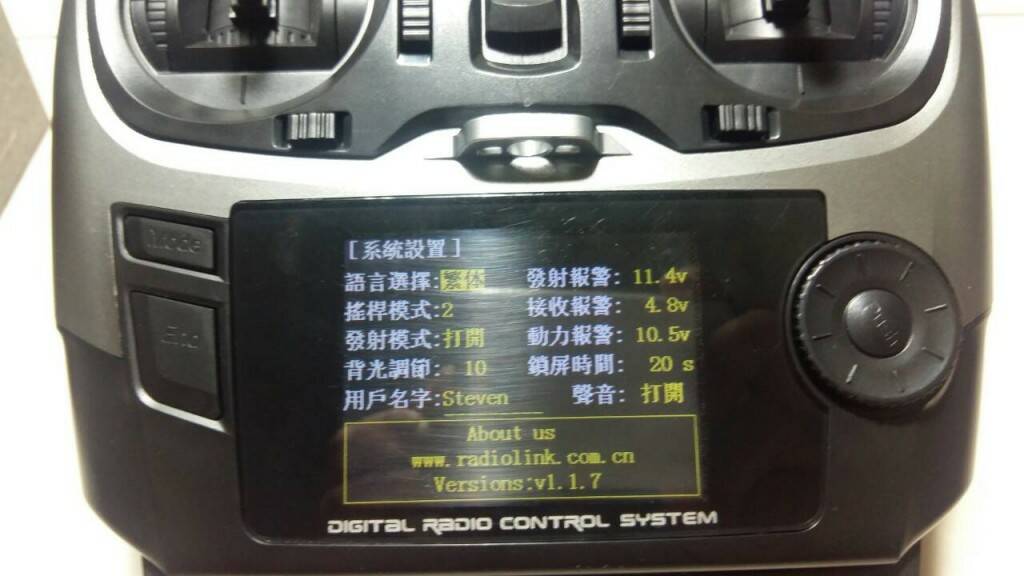 Mode
End
Push
[系統設置]
語言選擇:繁体 發射報警: 11.4v
搖桿模式:2 接收報警: 4.8v
發射模式:打開 動力報警: 10.5v
背光調節: 10 鎖屏時間: 20 s
用戶名字:Steven 聲音: 打開
About us
www.radiolink.com.cn
Versions:v1.1.7
DIGITAL RADIO CONTROL SYSTEM